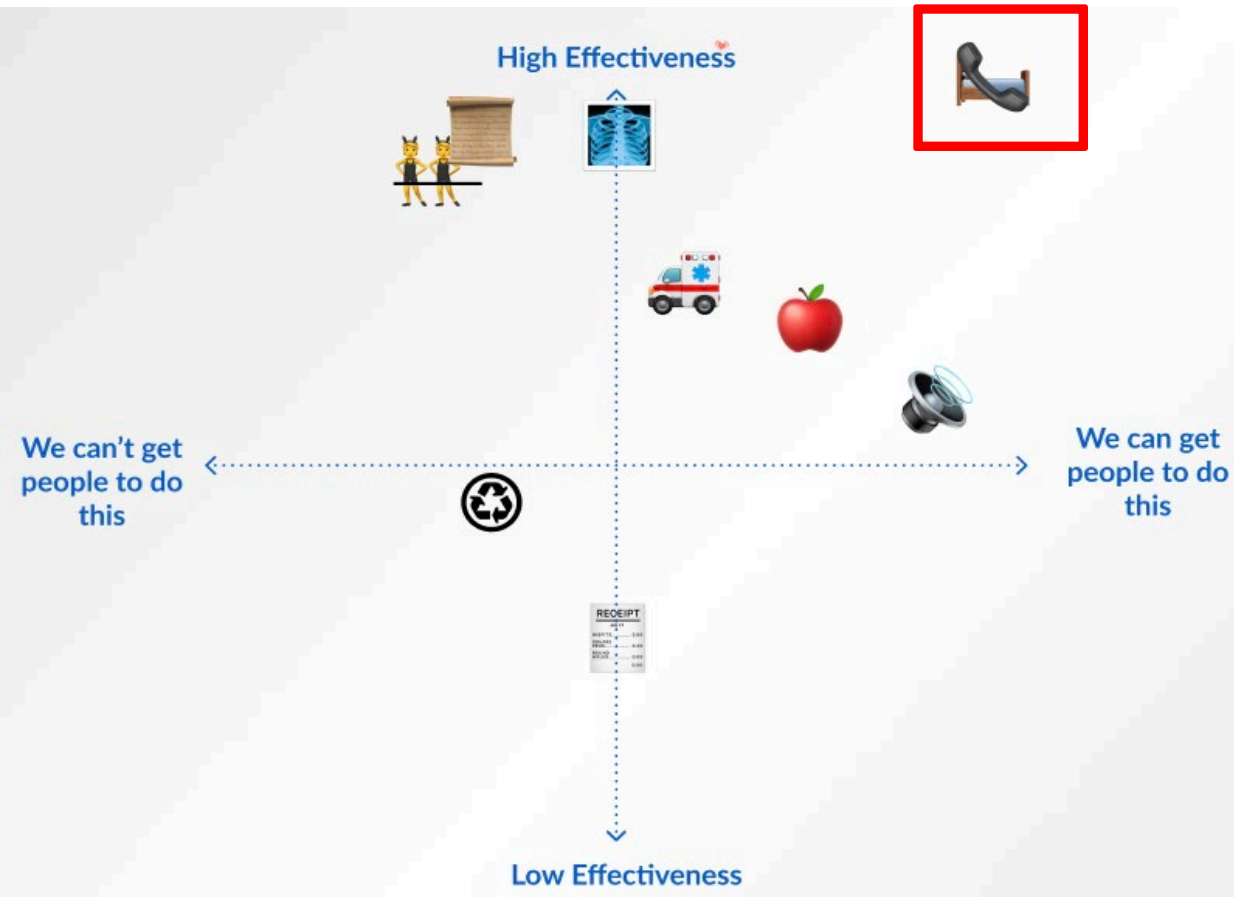 High Effectiveness
We can't get
people to do
this
We can get
people to do
this
RECEIPT
Low Effectiveness